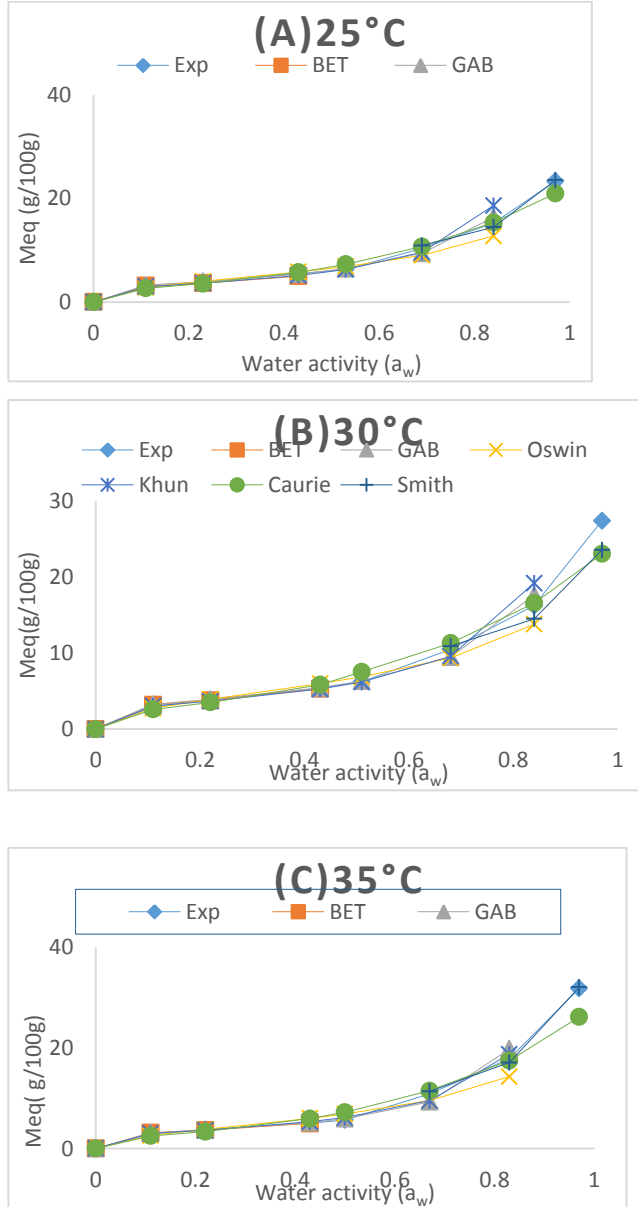 (A)25°C
Exp BET GAB
40
20
0
0 0.2 0.4 0.6 0.8 1
Meq (g/100g)
Water activity (aw)
(B)30°C
Exp BET GAB Oswin
Khun Caurie Smith
30
20
10
0
0 0.2 0.4 0.6 0.8 1
Meq(g/100g)
Water activity (aw)
(C)35°C
Exp BET GAB
40
20
0
0 0.2 0.4 0.6 0.8 1
Meq( g/100g)
Water activity (aw)